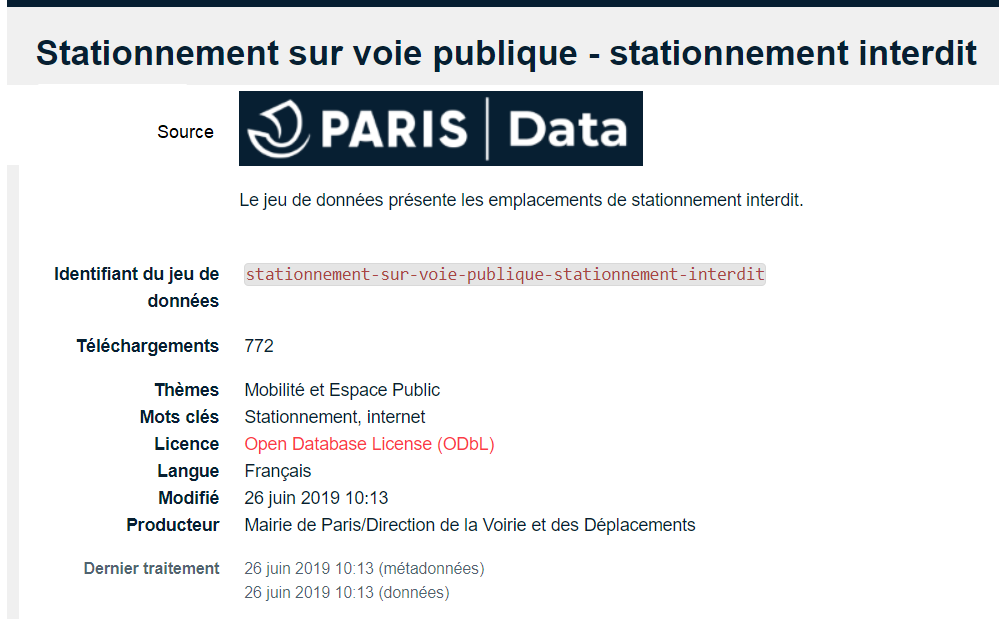 Stationnement sur voie publique - stationnement interdit
Source
PARIS | Data
Le jeu de données présente les emplacements de stationnement interdit.
Identifiant du jeu de
données
stationnement-sur-voie-publique-stationnement-interdit
Téléchargements 772
Thèmes Mobilité et Espace Public
Mots clés Stationnement, internet
Licence Open Database License (ODbL)
Langue Français
Modifié 26 juin 2019 10:13
Producteur Mairie de Paris/Direction de la Voirie et des Déplacements
Dernier traitement 26 juin 2019 10:13 (métadonnées)
26 juin 2019 10:13 (données)